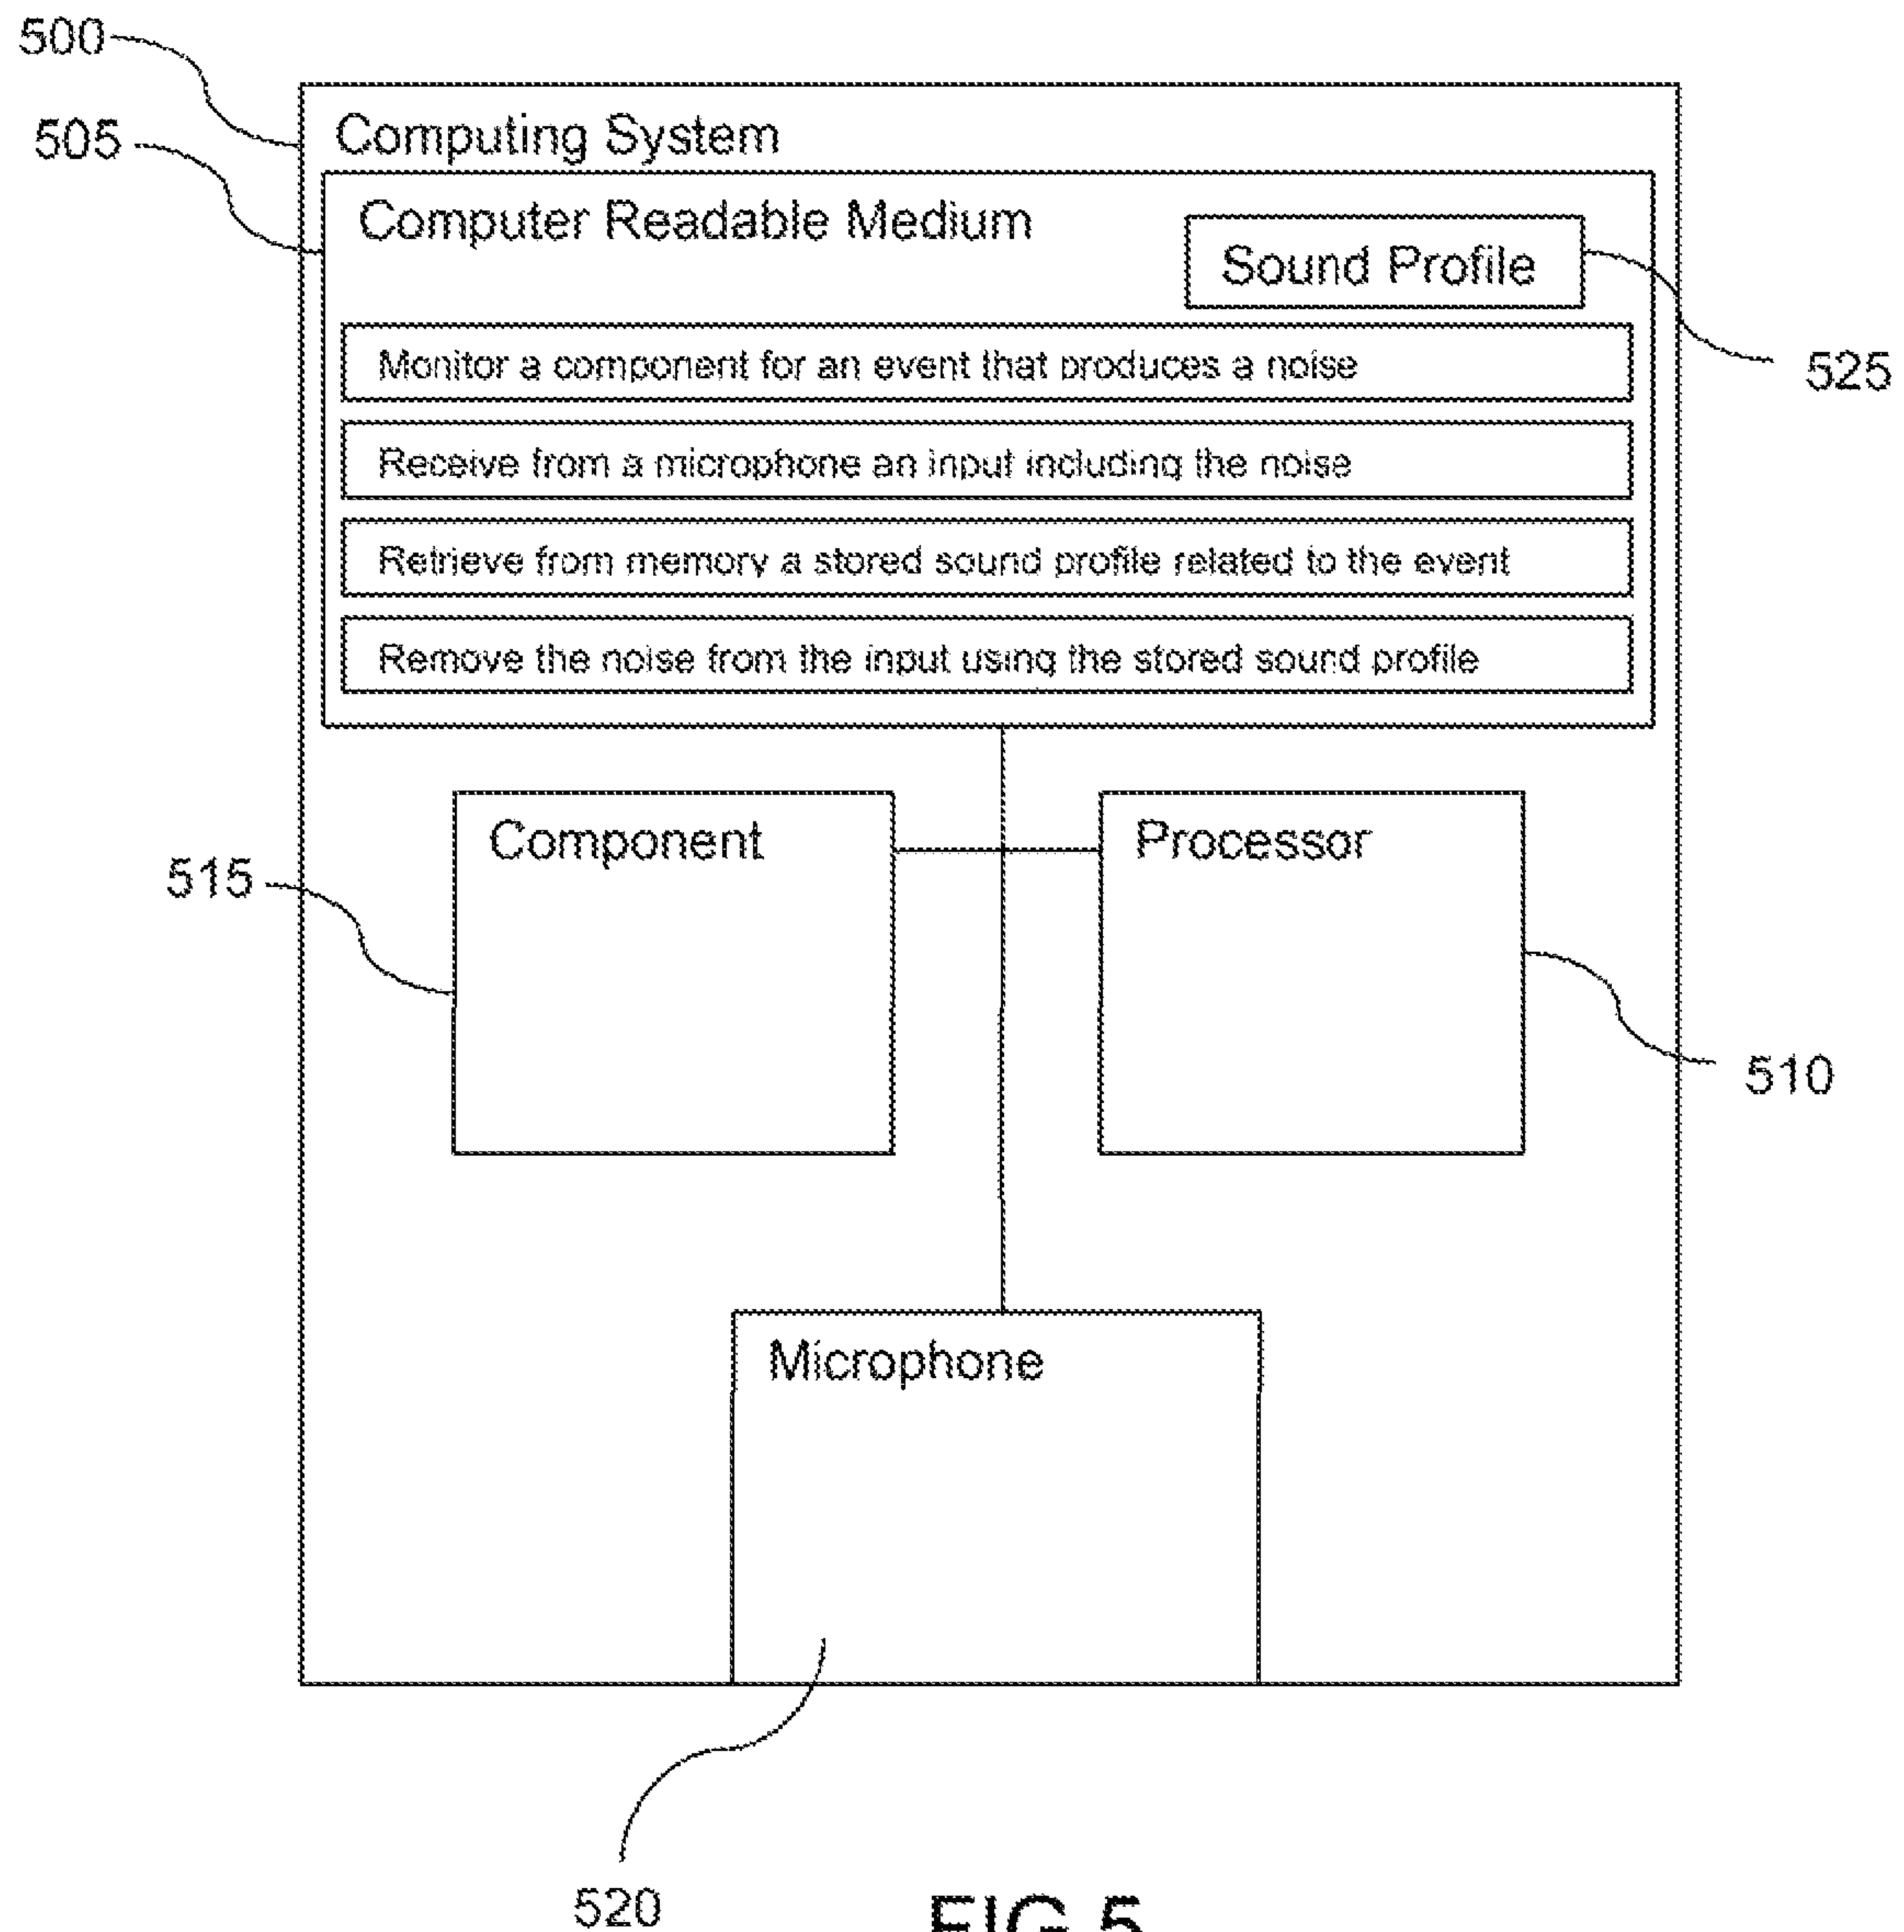 500
Computing System
505
Computer Readable Medium
Sound Profile
Monitor a component for an event that produces a noise
525
Receive from a microphone an input including the noise
Retrieve from memory a stored sound profile related to the event
Remove the noise from the input using the stored sound profile
Component
Processor
515
510
Microphone
520
FIG 5